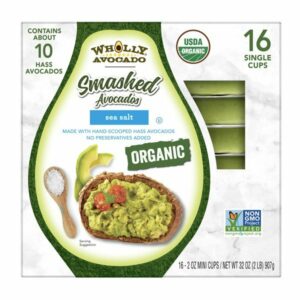 CONTAINS
ABOUT
10
HASS
AVOCADOS
WHOLLY
AVOCADO
USDA
ORGANIC
16
SINGLE
CUPS
Smashed
Avocados
sea salt
MADE WITH HAND-SCOOPED HASS AVOCADOS
NO PRESERVATIVES ADDED
ORGANIC
Serving
Suggestion
NON
GMO
Project
VERIFIED
nongmoproject.org
16 - 2 OZ MINI CUPS / NET WT 32 OZ (2 LB) 907g